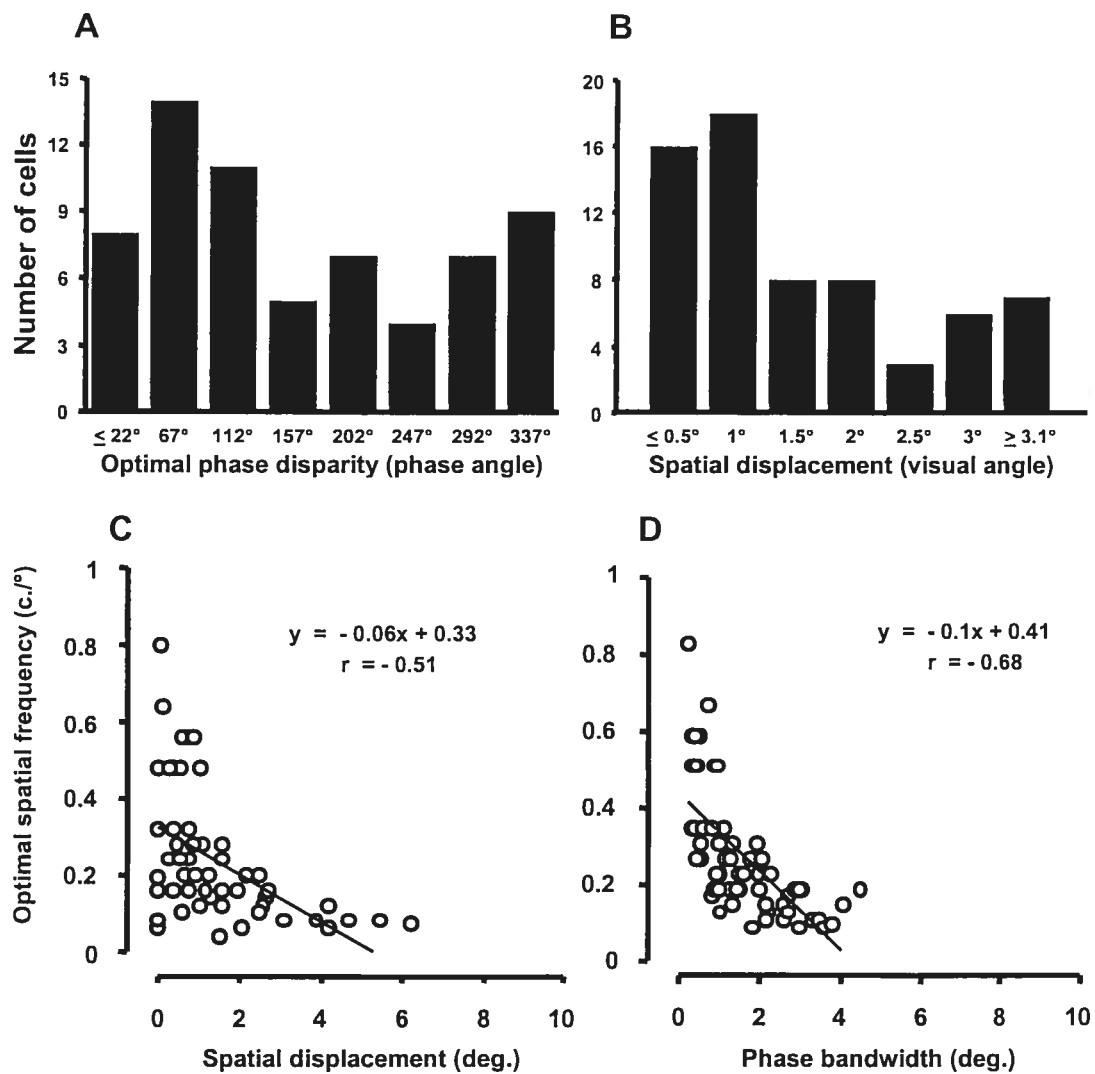 A
15
12
9
6
3
0
Number of cells
≤ 22° 67° 112° 157° 202° 247° 292° 337°
Optimal phase disparity (phase angle)
B
20
16
12
8
4
0
≤ 0.5° 1° 1.5° 2° 2.5° 3° ≥ 3.1°
Spatial displacement (visual angle)
C
1
0.8
0.6
0.4
0.2
0
Optimal spatial frequency (c./°)
y = - 0.06x + 0.33
r = - 0.51
0 2 4 6 8 10
Spatial displacement (deg.)
D
1
0.8
0.6
0.4
0.2
0
y = - 0.1x + 0.41
r = - 0.68
0 2 4 6 8 10
Phase bandwidth (deg.)